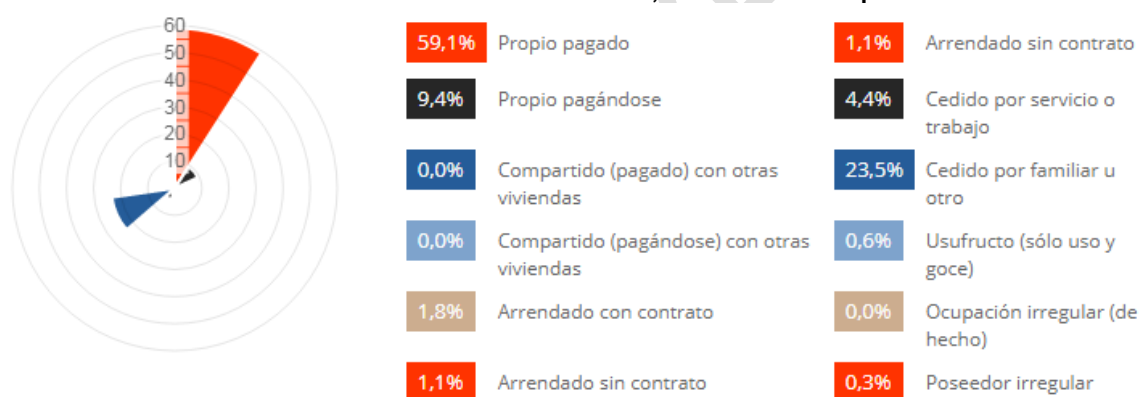 60
50
40
30
20
10
59,1% Propio pagado
9,4% Propio pagándose
0,0% Compartido (pagado) con otras
viviendas
0,0% Compartido (pagándose) con otras
viviendas
1,8% Arrendado con contrato
1,1% Arrendado sin contrato
1,1% Arrendado sin contrato
4,4% Cedido por servicio o
trabajo
23,5% Cedido por familiar u
otro
0,6% Usufructo (sólo uso y
goce)
0,0% Ocupación irregular (de
hecho)
0,3% Poseedor irregular